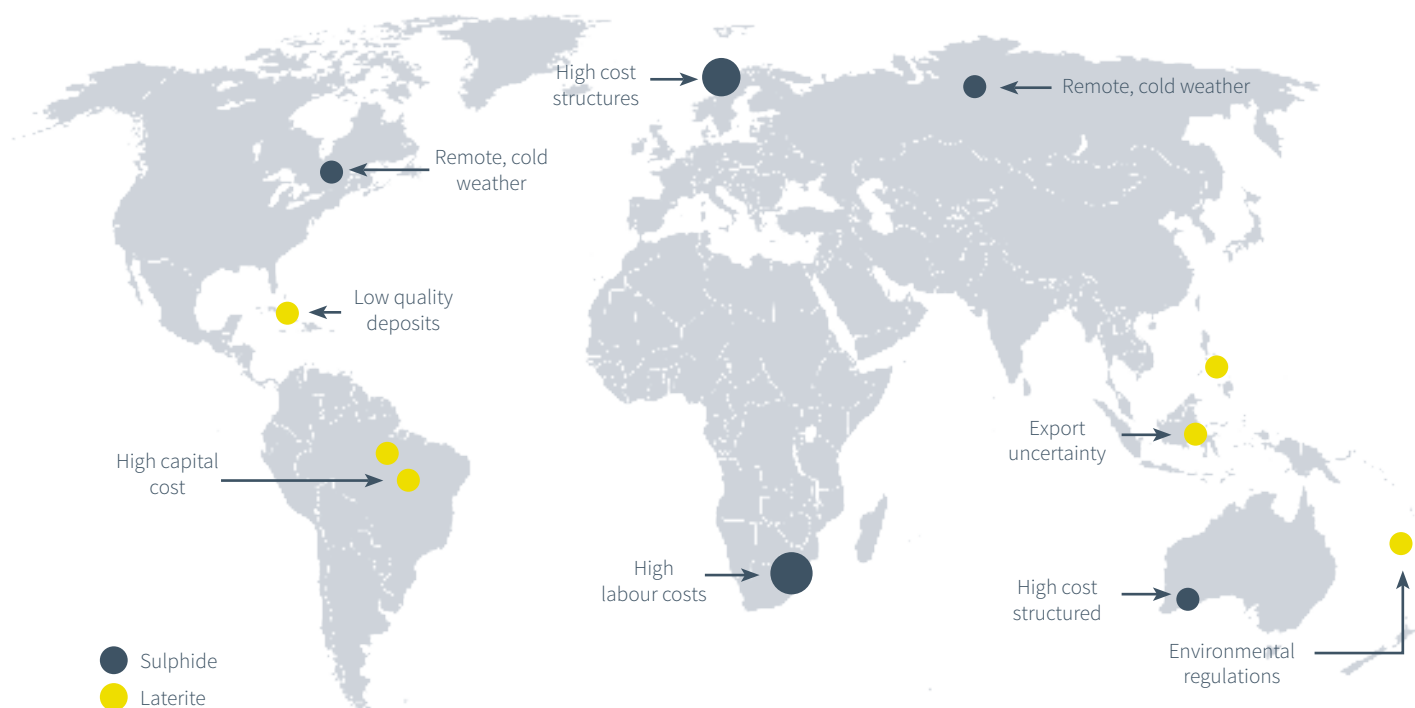 High cost
structures
Remote, cold weather
Remote, cold
weather
Low quality
deposits
Export
uncertainty
High capital
cost
High
labour costs
High cost
structured
Environmental
regulations
Sulphide
Laterite